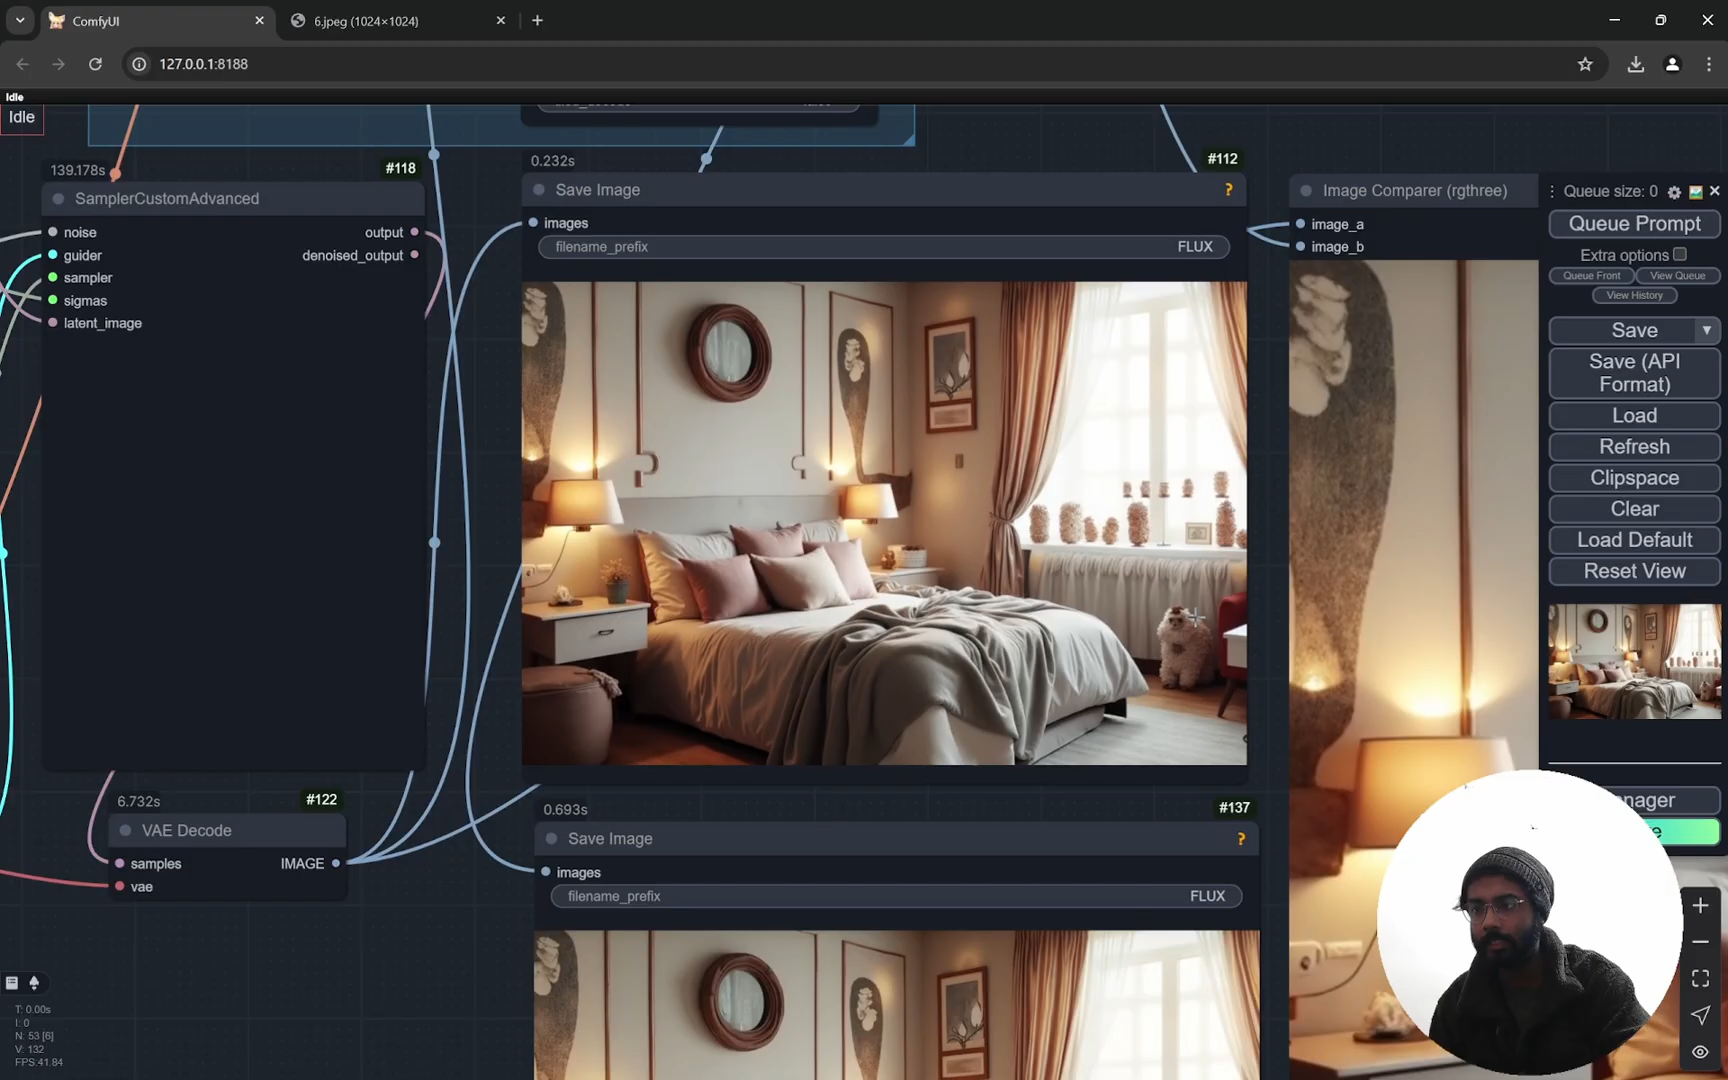 ComfyUI
6.jpeg (1024×1024)
127.0.0.1:8188
Idle
Idle
139.178s
#118
SamplerCustomAdvanced
noise
output
guider
denoised_output
sampler
sigmas
latent_image
0.232s
#112
Save Image
?
images
filename_prefix
FLUX
Image Comparer (rgthree)
image_a
image_b
Queue size: 0
Queue Prompt
Extra options
Queue Front
View Queue
View History
Save
Save (API
Format)
Load
Refresh
Clipspace
Clear
Load Default
Reset View
nager
6.732s
#122
VAE Decode
samples
IMAGE
vae
0.693s
#137
Save Image
?
images
filename_prefix
FLUX
T: 0.00s
I: 0
N: 53 [6]
V: 132
FPS:41.84